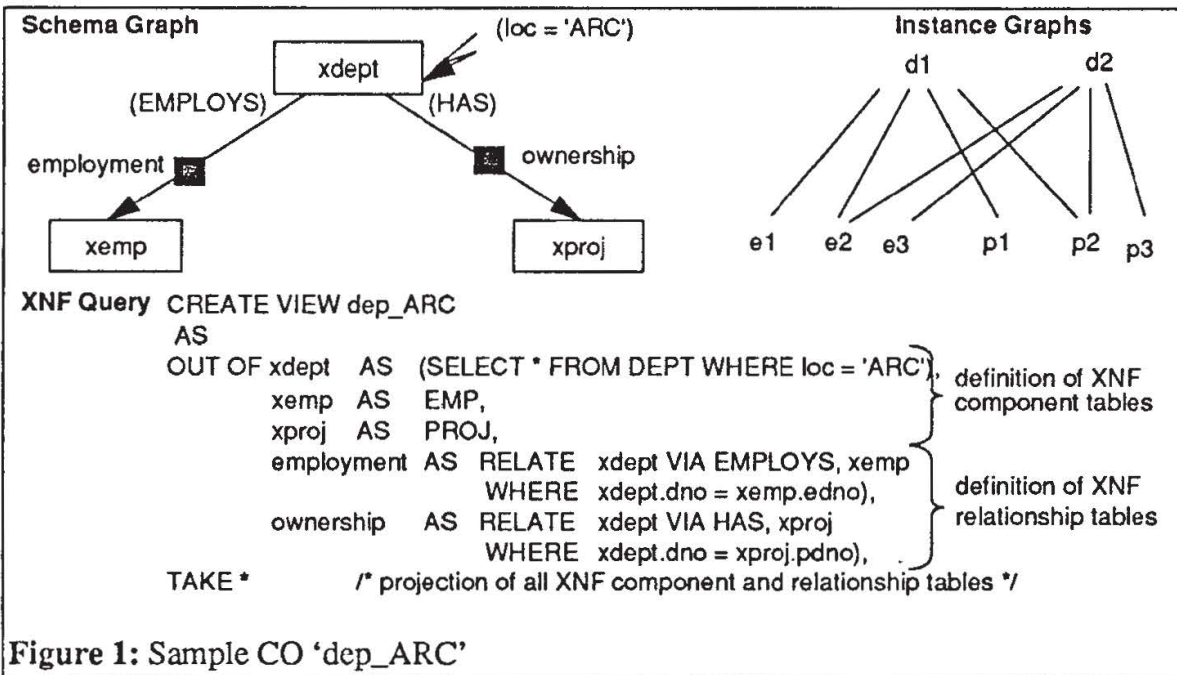 Schema Graph
(loc = 'ARC')
Instance Graphs
xdept
d1 d2
(EMPLOYS) (HAS)
employment
ownership
xemp
xproj
e1 e2 e3 p1 p2 p3
XNF Query CREATE VIEW dep_ARC
AS
OUT OF xdept AS (SELECT * FROM DEPT WHERE loc = 'ARC'),
xemp AS EMP,
xproj AS PROJ,
definition of XNF
component tables
employment AS RELATE xdept VIA EMPLOYS, xemp
WHERE xdept.dno = xemp.edno),
ownership AS RELATE xdept VIA HAS, xproj
WHERE xdept.dno = xproj.pdno),
definition of XNF
relationship tables
TAKE * /* projection of all XNF component and relationship tables */
Figure 1: Sample CO 'dep_ARC'